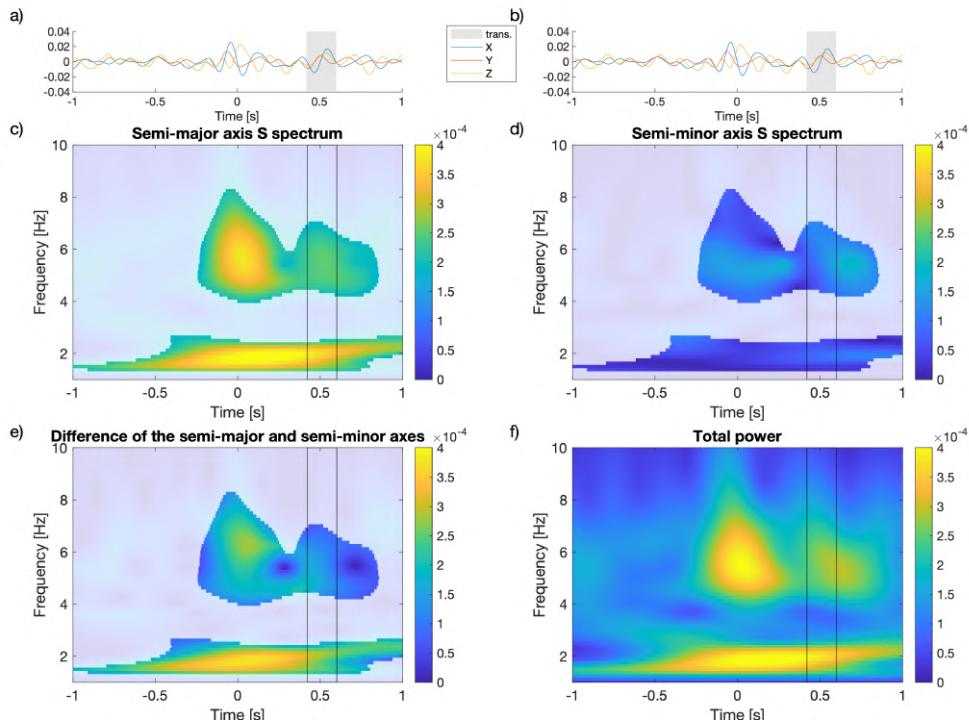 a)
b)
0.04
0.02
0
-0.02
-0.04
-1 -0.5 0 0.5 1
Time [s]
trans.
X
Y
Z
0.04
0.02
0
-0.02
-0.04
-1 -0.5 0 0.5 1
Time [s]
c)
Semi-major axis S spectrum
×10⁻⁴
10
8
6
4
2
Frequency [Hz]
-1 -0.5 0 0.5 1
Time [s]
4
3.5
3
2.5
2
1.5
1
0.5
0
d)
Semi-minor axis S spectrum
×10⁻⁴
10
8
6
4
2
Frequency [Hz]
-1 -0.5 0 0.5 1
Time [s]
4
3.5
3
2.5
2
1.5
1
0.5
0
e)
Difference of the semi-major and semi-minor axes
×10⁻⁴
10
8
6
4
2
Frequency [Hz]
-1 -0.5 0 0.5 1
Time [s]
4
3.5
3
2.5
2
1.5
1
0.5
0
f)
Total power
×10⁻⁴
10
8
6
4
2
Frequency [Hz]
-1 -0.5 0 0.5 1
Time [s]
4
3.5
3
2.5
2
1.5
1
0.5
0